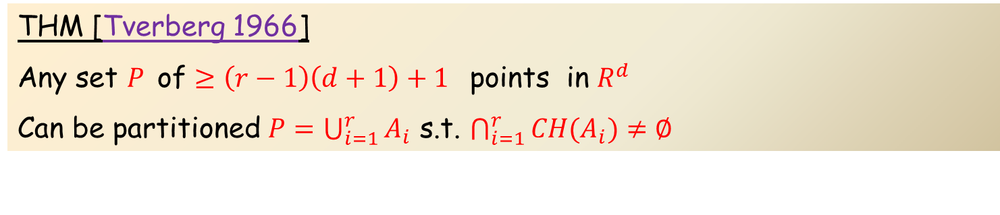 THM [Tverberg 1966]
Any set P of ≥ (r − 1)(d + 1) + 1 points in R^d
Can be partitioned P = ⋃_{i=1}^r A_i s.t. ⋂_{i=1}^r CH(A_i) ≠ ∅